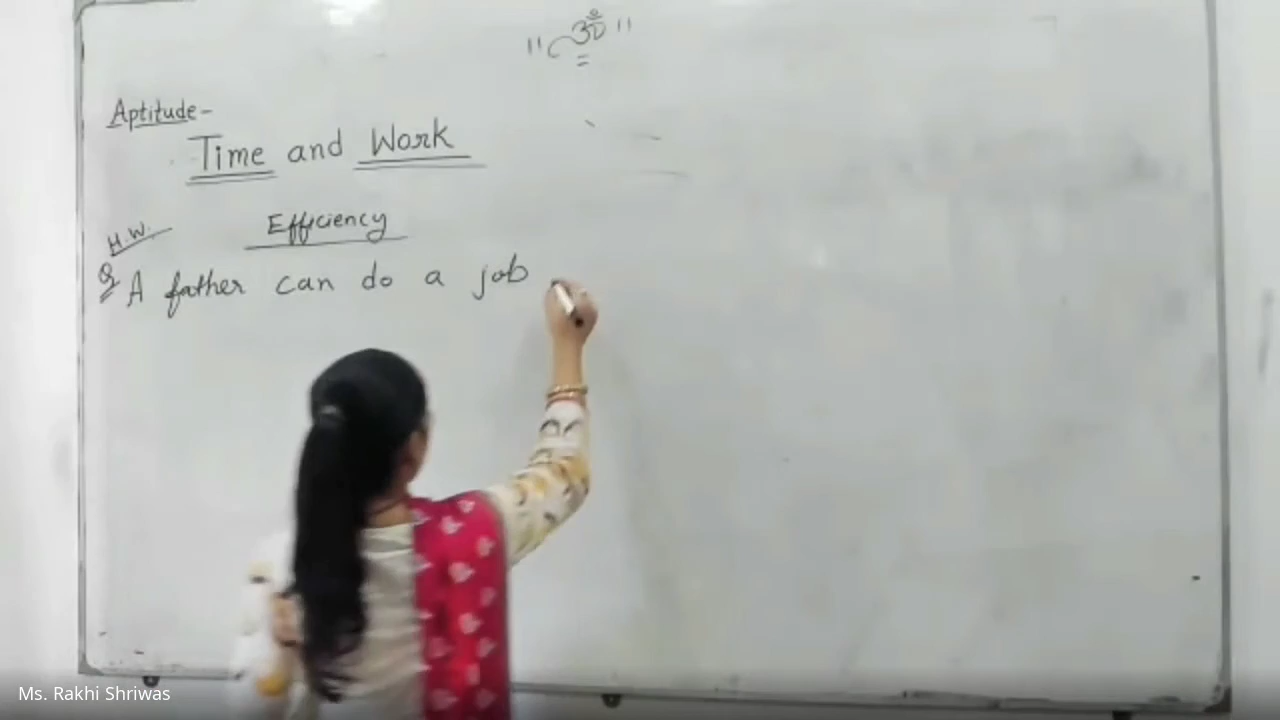 " ॐ "
Aptitude-
Time and Work
H.W.
Efficiency
Q A father can do a job
Ms. Rakhi Shriwas